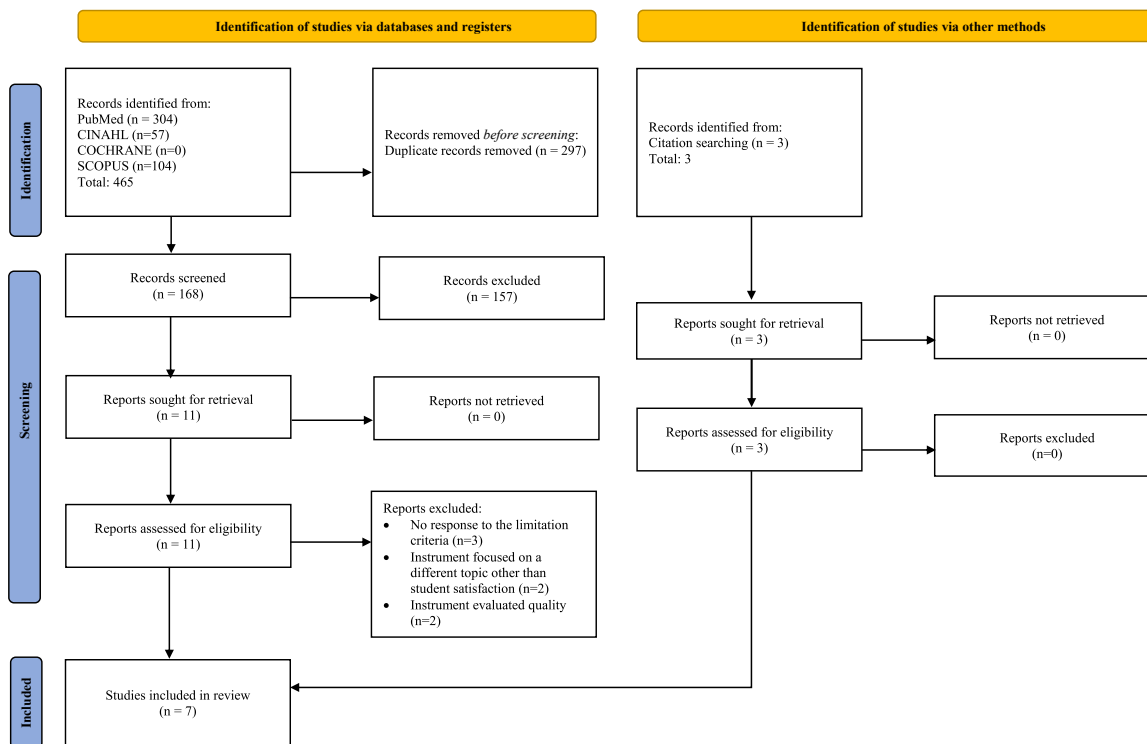 Identification of studies via databases and registers
Identification of studies via other methods
Identification
Records identified from:
PubMed (n = 304)
CINAHL (n=57)
COCHRANE (n=0)
SCOPUS (n=104)
Total: 465
Records removed before screening:
Duplicate records removed (n = 297)
Records identified from:
Citation searching (n = 3)
Total: 3
Screening
Records screened
(n = 168)
Records excluded
(n = 157)
Reports sought for retrieval
(n = 3)
Reports not retrieved
(n = 0)
Reports sought for retrieval
(n = 11)
Reports not retrieved
(n = 0)
Reports assessed for eligibility
(n = 3)
Reports excluded
(n=0)
Reports assessed for eligibility
(n = 11)
Reports excluded:
• No response to the limitation
criteria (n=3)
• Instrument focused on a
different topic other than
student satisfaction (n=2)
• Instrument evaluated quality
(n=2)
Included
Studies included in review
(n = 7)